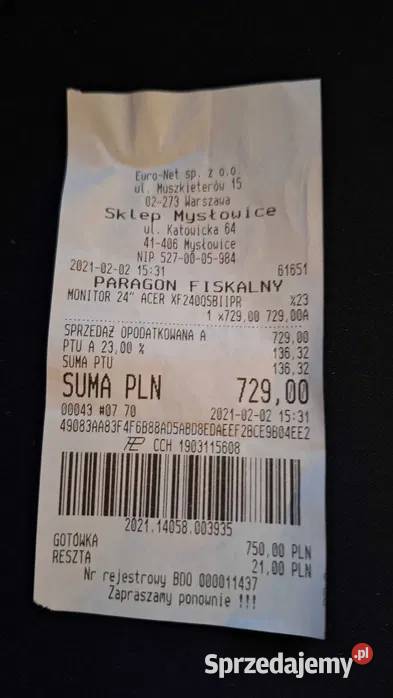 Euro-Net sp. z o.o.
ul. Muszkieterów 15
02-273 Warszawa
Sklep Mysłowice
ul. Katowicka 64
41-406 Mysłowice
NIP 527-00-05-984
2021-02-02 15:31 61651
PARAGON FISKALNY
MONITOR 24" ACER XF240QSBIIPR %23
1 x729,00 729,00A
SPRZEDAŻ OPODATKOWANA A 729,00
PTU A 23,00 % 136,32
SUMA PTU 136,32
SUMA PLN 729,00
00043 #07 70 2021-02-02 15:31
49083AA83F4F6B88AD5ABD8EDAEEF2BCE9B04EE2
CCH 1903115608
2021.14058.003935
GOTÓWKA 750,00 PLN
RESZTA 21,00 PLN
Nr rejestrowy BDO 000011437
Zapraszamy ponownie !!!
Sprzedajemy.pl